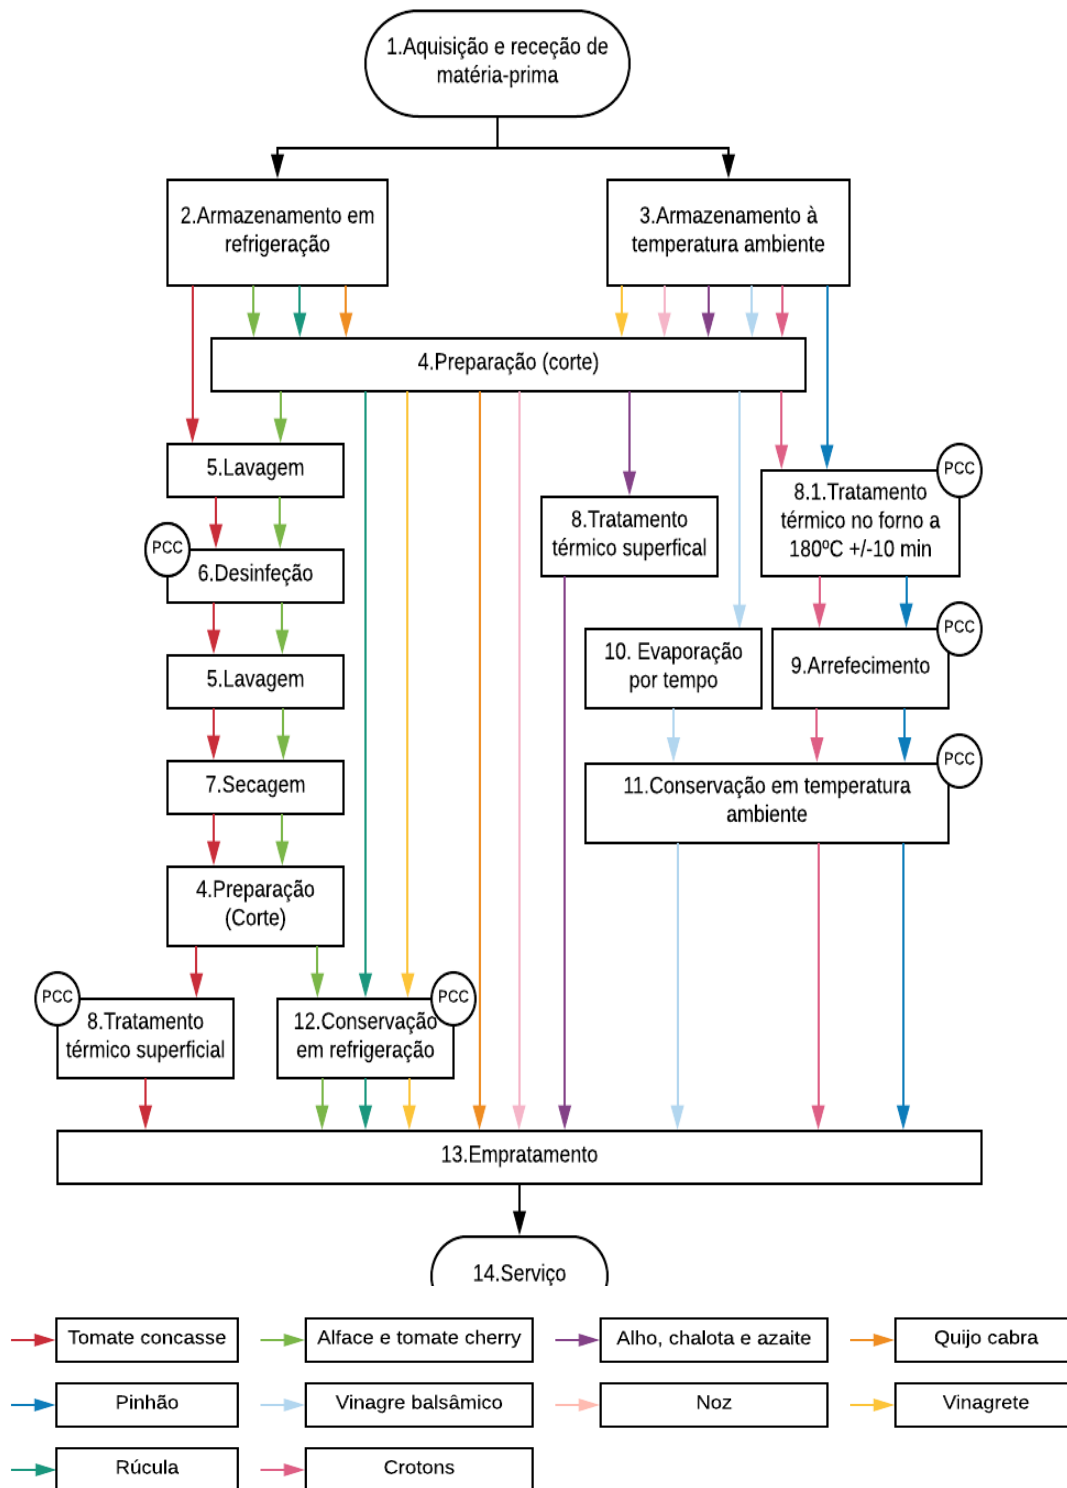 1.Aquisição e receção de
matéria-prima
2.Armazenamento em
refrigeração
3.Armazenamento à
temperatura ambiente
4.Preparação (corte)
5.Lavagem
PCC
6.Desinfeção
5.Lavagem
7.Secagem
4.Preparação
(Corte)
PCC
8.Tratamento
térmico superficial
PCC
12.Conservação
em refrigeração
8.Tratamento
térmico superfical
PCC
8.1.Tratamento
térmico no forno a
180ºC +/-10 min
10. Evaporação
por tempo
PCC
9.Arrefecimento
PCC
11.Conservação em temperatura
ambiente
13.Empratamento
14.Serviço
Tomate concasse
Alface e tomate cherry
Alho, chalota e azaite
Quijo cabra
Pinhão
Vinagre balsâmico
Noz
Vinagrete
Rúcula
Crotons